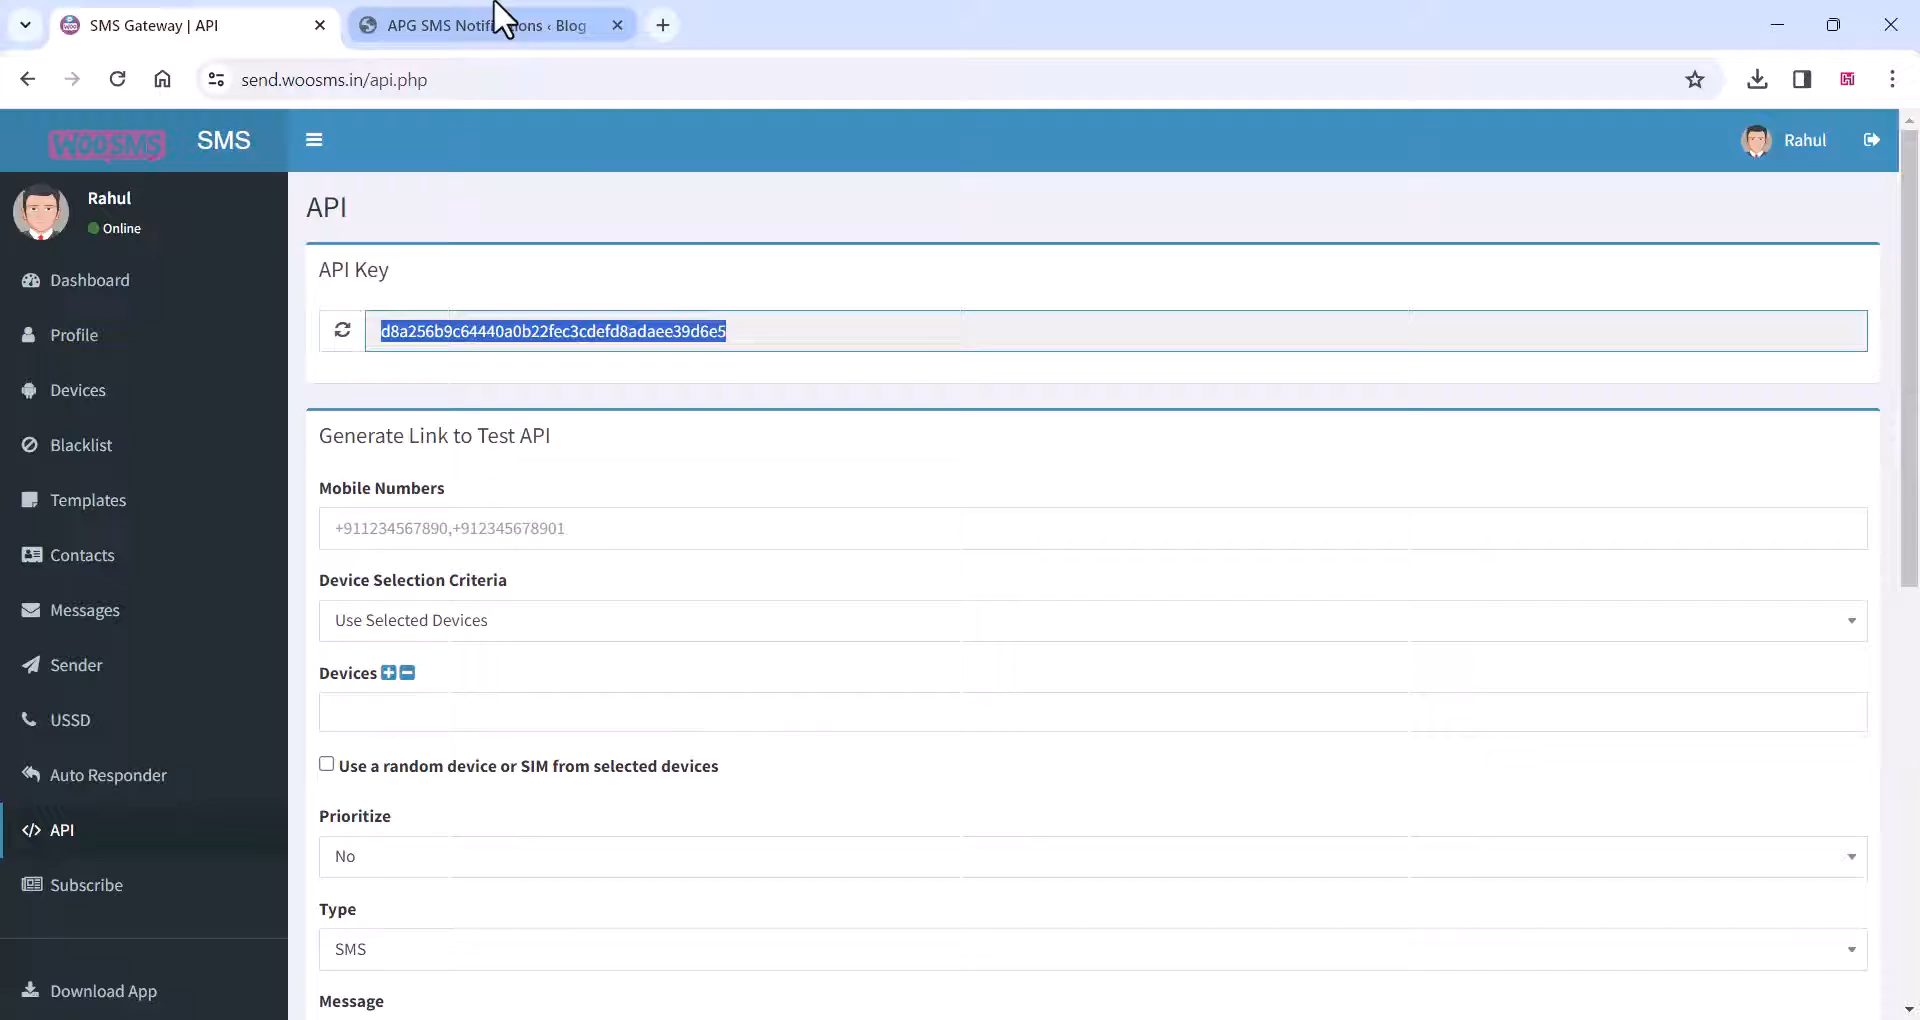 SMS Gateway | API
APG SMS Notifi ons ‹ Blog
send.woosms.in/api.php
WOOSMS SMS
Rahul
Rahul
Online
Dashboard
Profile
Devices
Blacklist
Templates
Contacts
Messages
Sender
USSD
Auto Responder
API
Subscribe
Download App
API
API Key
d8a256b9c64440a0b22fec3cdefd8adaee39d6e5
Generate Link to Test API
Mobile Numbers
+911234567890,+912345678901
Device Selection Criteria
Use Selected Devices
Devices
Use a random device or SIM from selected devices
Prioritize
No
Type
SMS
Message